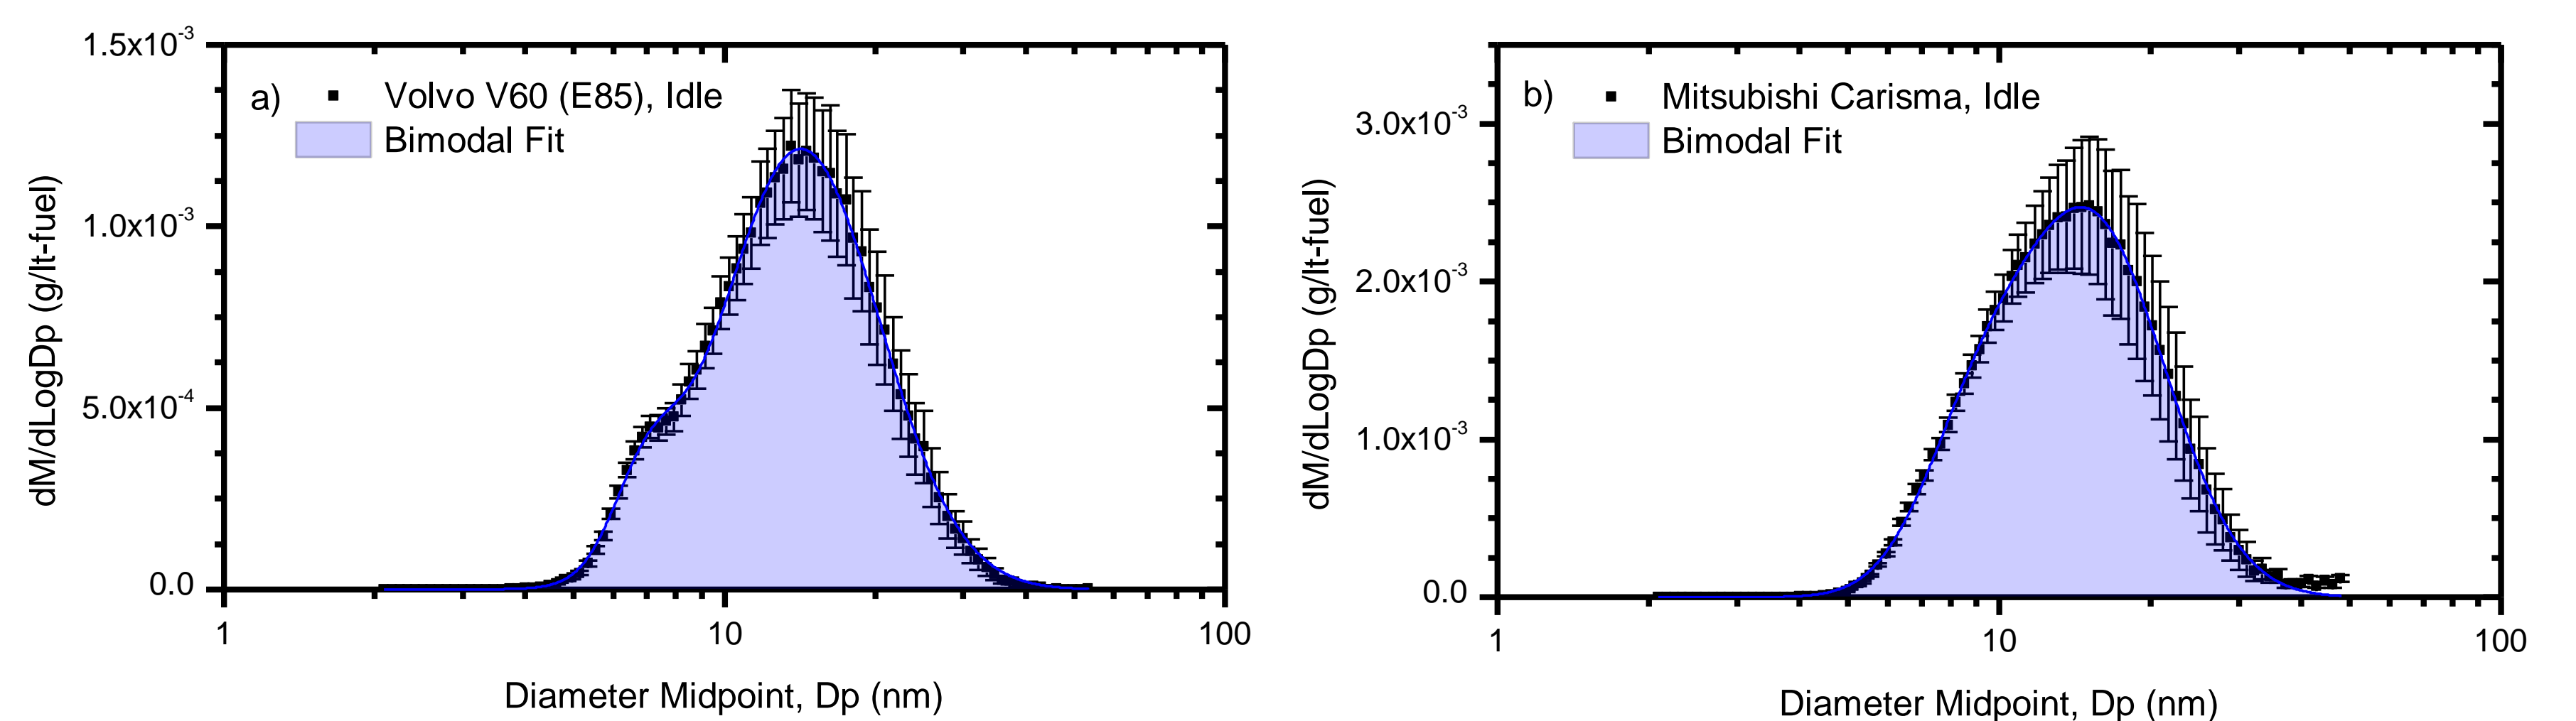 a) Volvo V60 (E85), Idle
Bimodal Fit
1.5x10⁻³
1.0x10⁻³
5.0x10⁻⁴
0.0
dM/dLogDp (g/lt-fuel)
1 10 100
Diameter Midpoint, Dp (nm)
b) Mitsubishi Carisma, Idle
Bimodal Fit
3.0x10⁻³
2.0x10⁻³
1.0x10⁻³
0.0
dM/dLogDp (g/lt-fuel)
1 10 100
Diameter Midpoint, Dp (nm)